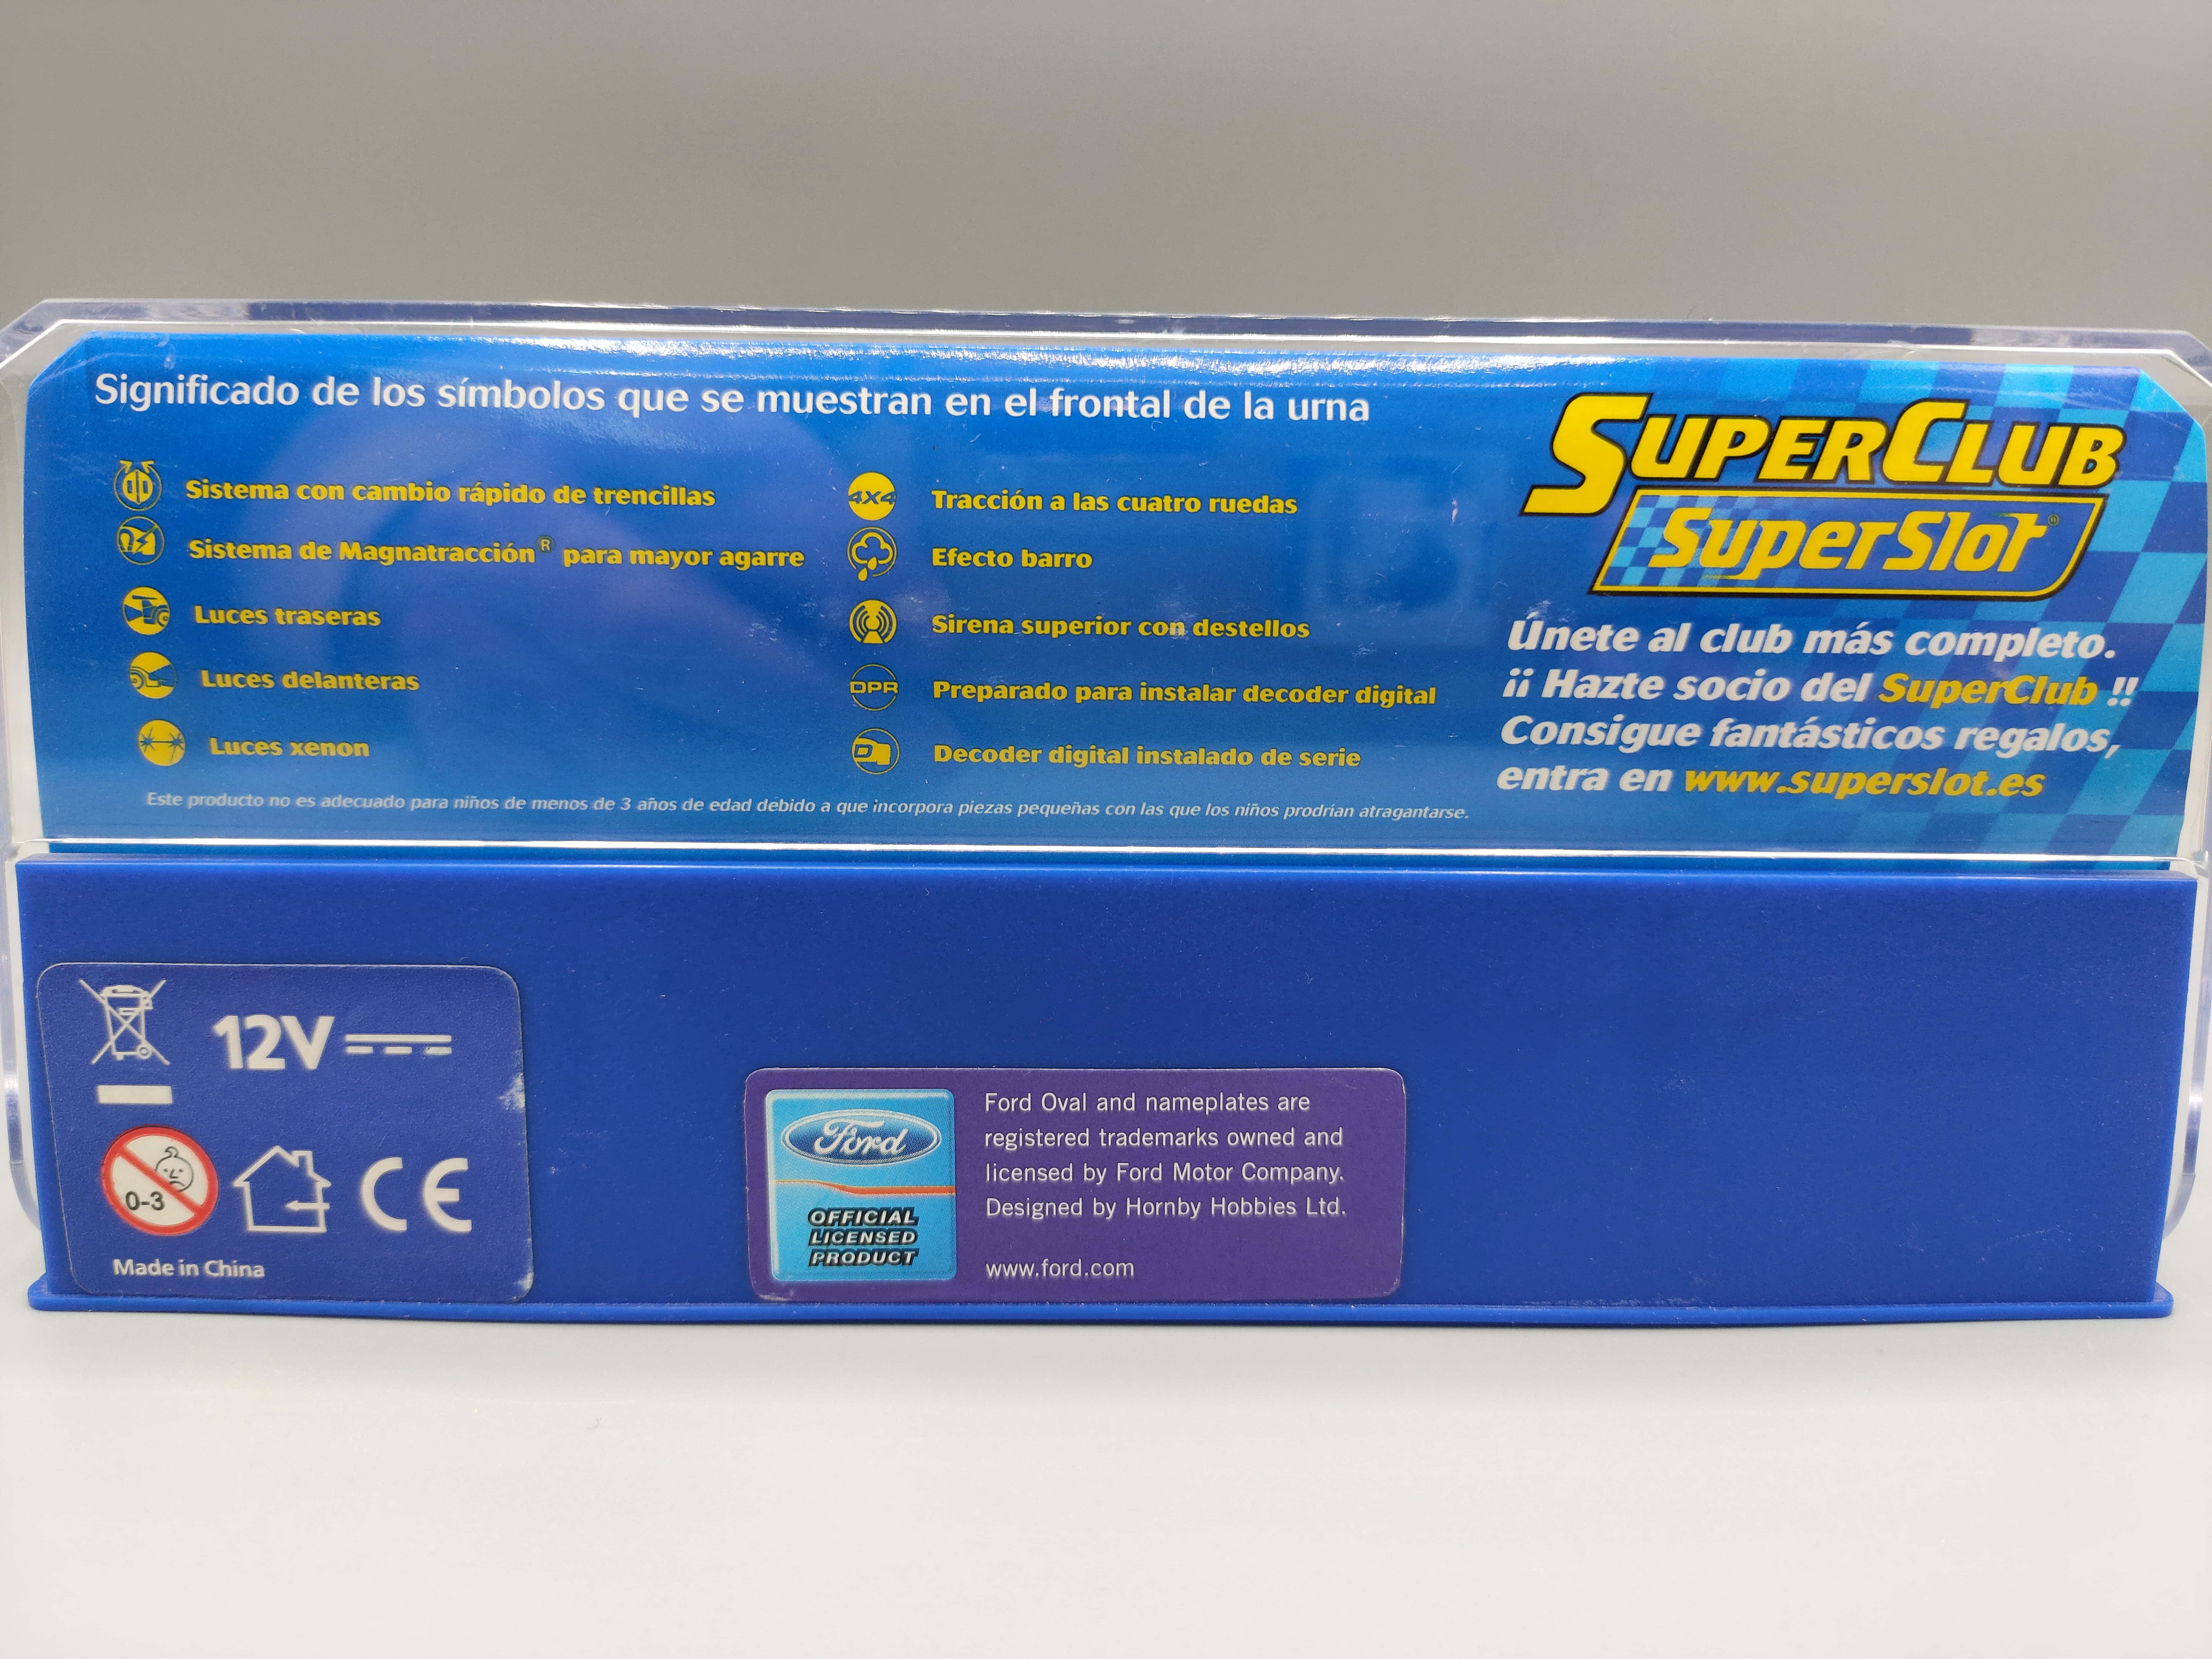 Significado de los símbolos que se muestran en el frontal de la urna
Sistema con cambio rápido de trencillas
Sistema de Magnatracción® para mayor agarre
Luces traseras
Luces delanteras
Luces xenon
4X4 Tracción a las cuatro ruedas
Efecto barro
Sirena superior con destellos
DPR Preparado para instalar decoder digital
D Decoder digital instalado de serie
Este producto no es adecuado para niños de menos de 3 años de edad debido a que incorpora piezas pequeñas con las que los niños prodrían atragantarse.
SUPERCLUB
SuperSlot®
Únete al club más completo.
¡¡ Hazte socio del SuperClub !!
Consigue fantásticos regalos,
entra en www.superslot.es
12V
0-3
CE
Made in China
Ford
OFFICIAL
LICENSED
PRODUCT
Ford Oval and nameplates are
registered trademarks owned and
licensed by Ford Motor Company.
Designed by Hornby Hobbies Ltd.
www.ford.com